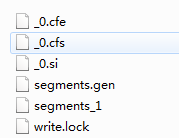 _0.cfe
_0.cfs
_0.si
segments.gen
segments_1
write.lock